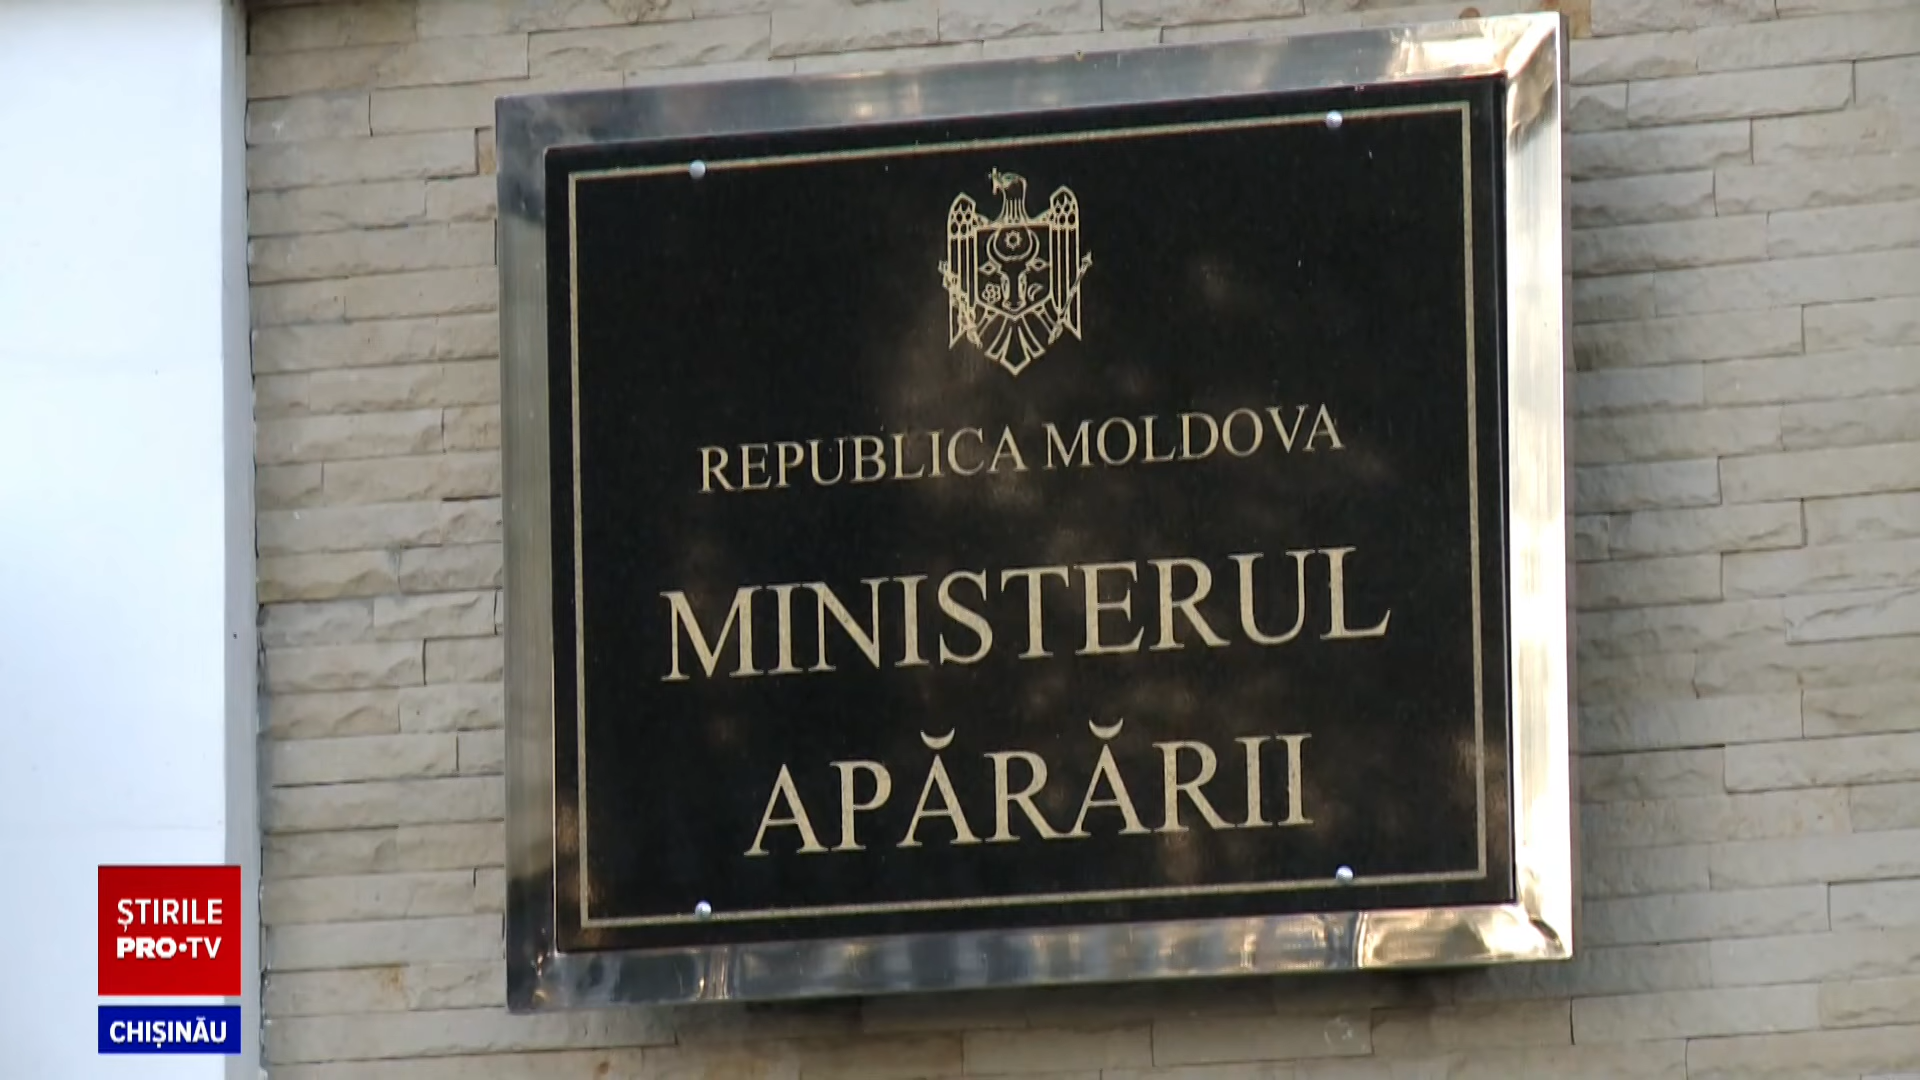 REPUBLICA MOLDOVA
MINISTERUL
APĂRĂRII
ȘTIRILE
PRO•TV
CHIȘINĂU